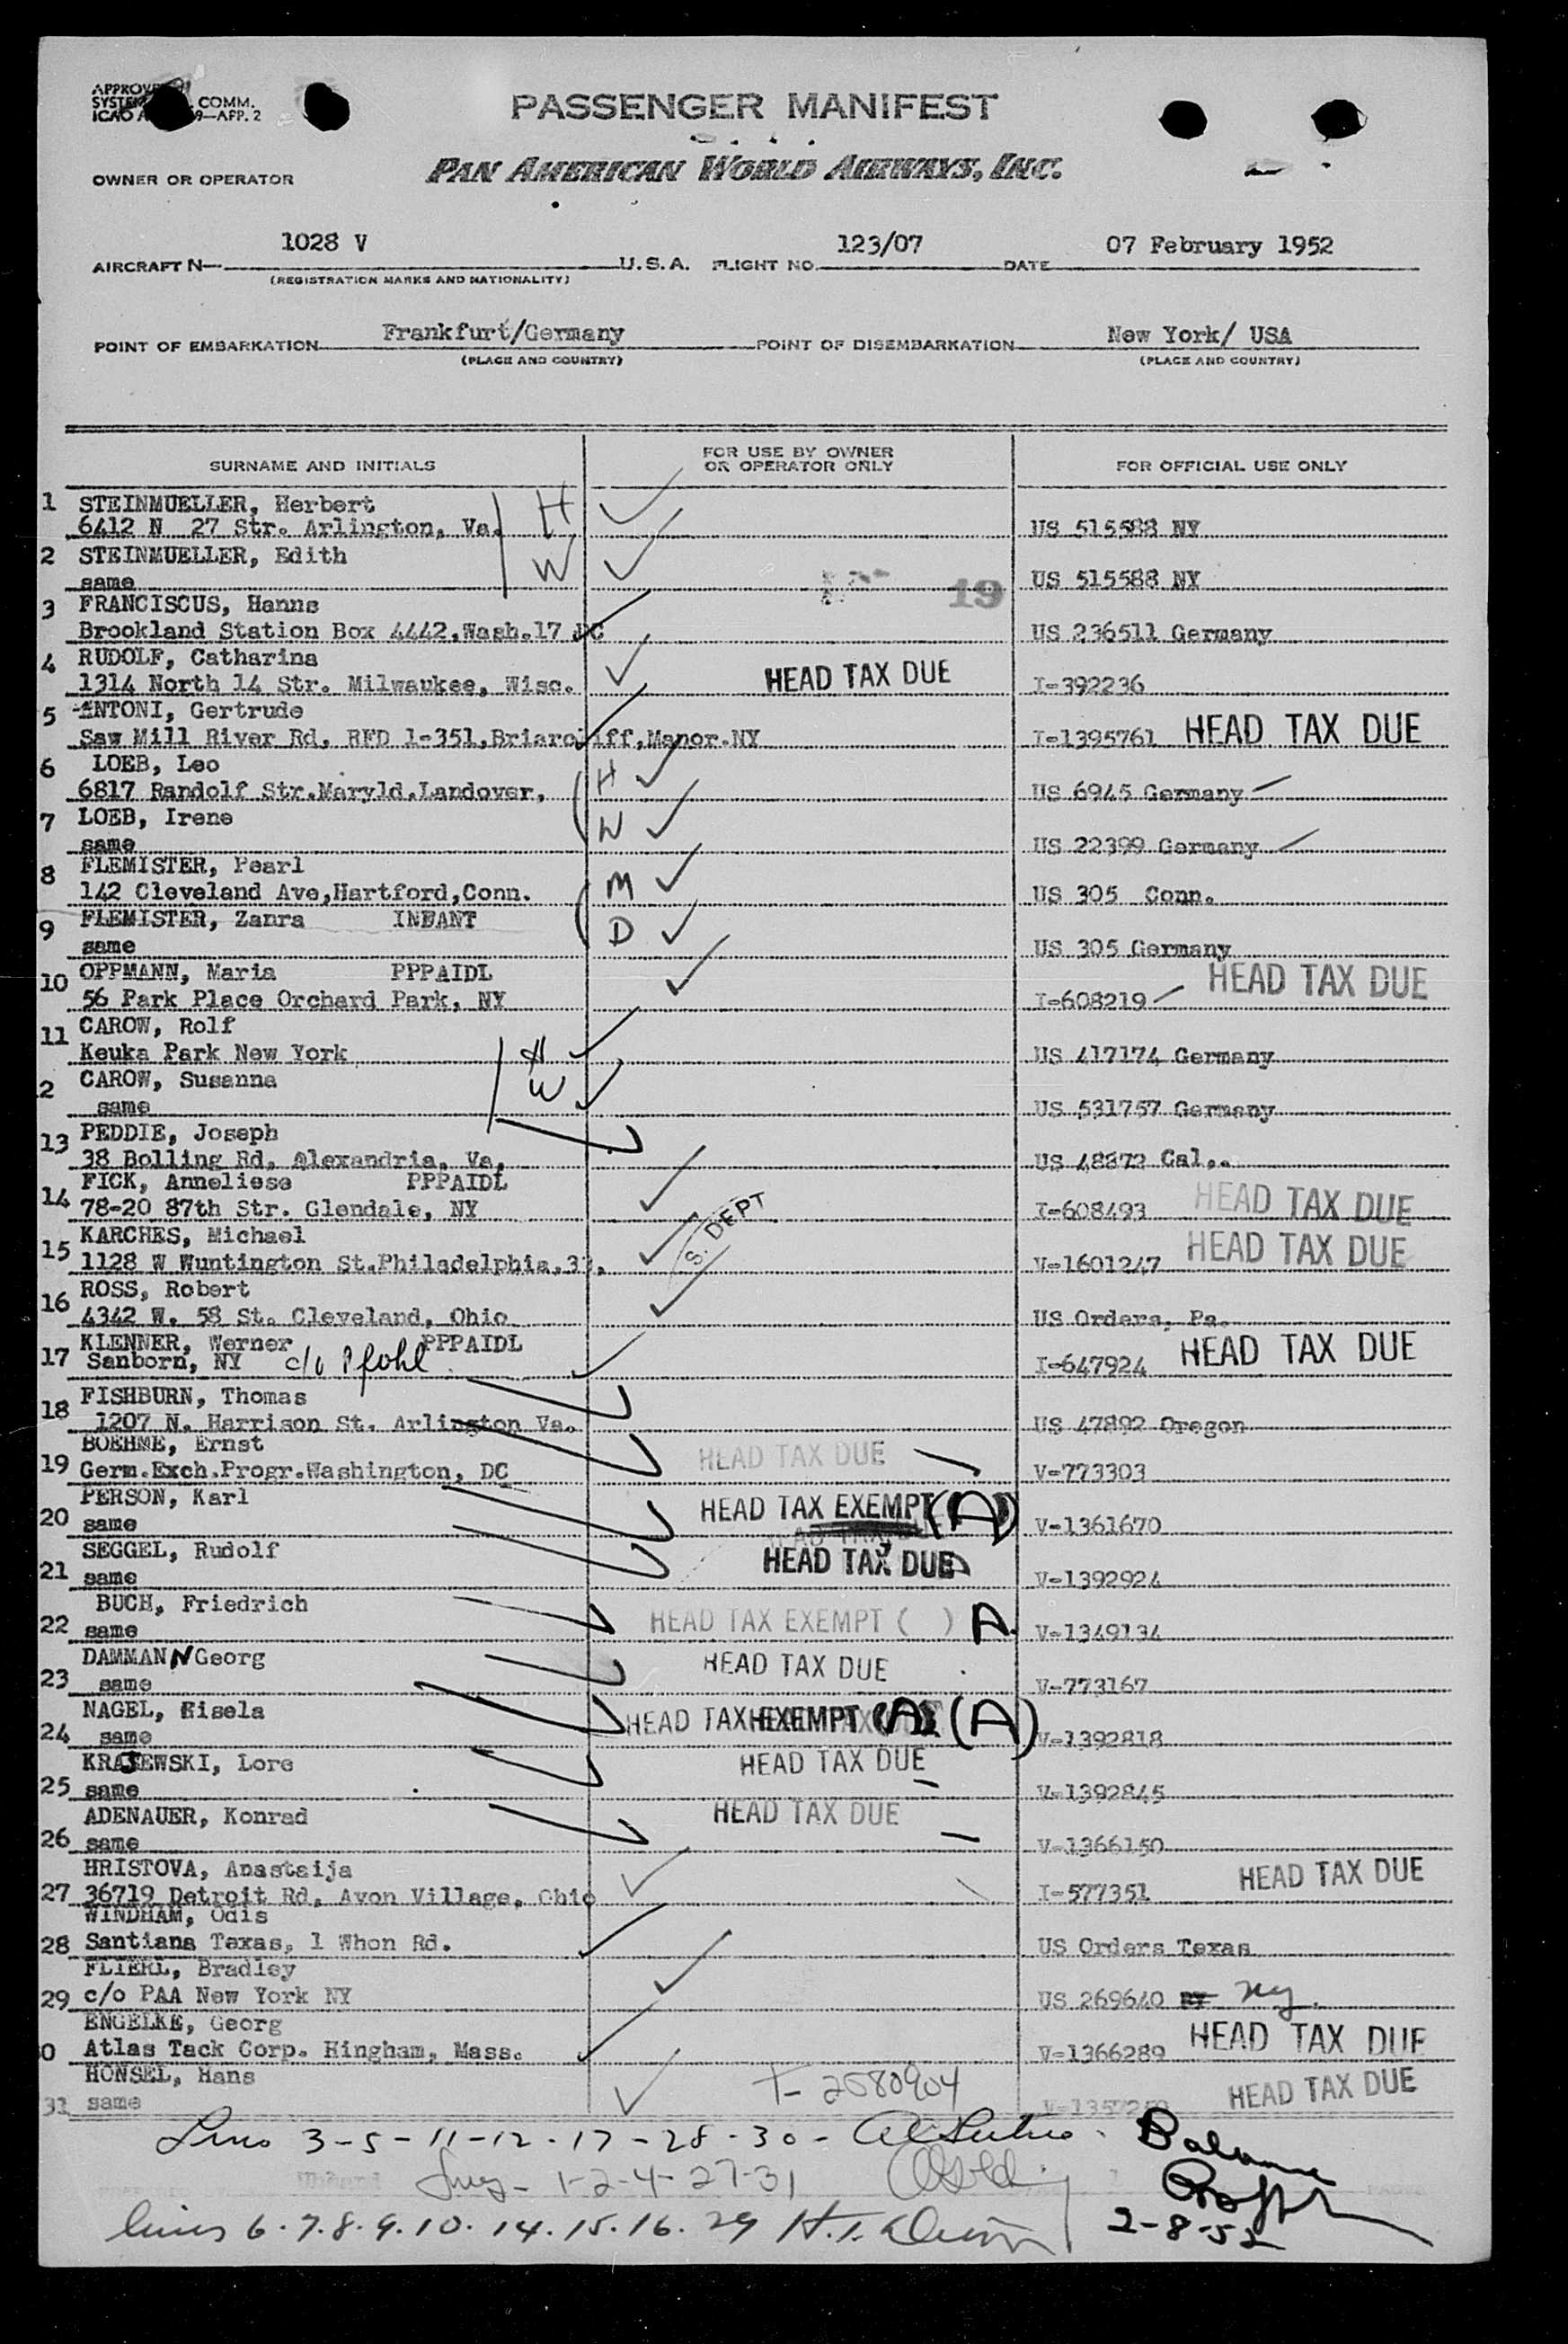 APPROVED
SYSTEM COMM.
ICAO A 9—APP. 2
PASSENGER MANIFEST
OWNER OR OPERATOR
PAN AMERICAN WORLD AIRWAYS, INC.
AIRCRAFT N— 1028 V U.S.A. FLIGHT NO. 123/07 DATE 07 February 1952
(REGISTRATION MARKS AND NATIONALITY)
POINT OF EMBARKATION Frankfurt/Germany POINT OF DISEMBARKATION New York/ USA
(PLACE AND COUNTRY) (PLACE AND COUNTRY)
SURNAME AND INITIALS FOR USE BY OWNER OR OPERATOR ONLY FOR OFFICIAL USE ONLY
1 STEINMUELLER, Herbert H
6412 N 27 Str. Arlington, Va. US 515588 NY
2 STEINMUELLER, Edith W
same 19 US 515588 NY
3 FRANCISCUS, Hanns
Brookland Station Box 4442,Wash.17 DC US 236511 Germany
4 RUDOLF, Catharina
1314 North 14 Str. Milwaukee, Wisc. HEAD TAX DUE I-392236
5 ANTONI, Gertrude
Saw Mill River Rd, RFD 1-351,Briarcliff,Manor.NY I-1395761 HEAD TAX DUE
6 LOEB, Leo H
6817 Randolf Str.Maryld.Landover, US 6945 Germany
7 LOEB, Irene W
same US 22399 Germany
8 FLEMISTER, Pearl M
142 Cleveland Ave,Hartford,Conn. US 305 Conn.
9 FLEMISTER, Zanra INFANT D
same US 305 Germany
10 OPPMANN, Maria PPPAIDL
56 Park Place Orchard Park, NY I-608219 HEAD TAX DUE
11 CAROW, Rolf H
Keuka Park New York US 417174 Germany
2 CAROW, Susanna W
same US 531757 Germany
13 PEDDIE, Joseph
38 Bolling Rd, Alexandria, Va, US 48872 Cal,.
14 FICK, Anneliese PPPAIDL
78-20 87th Str. Glendale, NY I-608493 HEAD TAX DUE
15 KARCHES, Michael S. DEPT
1128 W Wuntington St.Philadelphia,33, V-1601247 HEAD TAX DUE
16 ROSS, Robert
4342 W. 58 St. Cleveland, Ohio US Orders, Pa.
17 KLENNER, Werner PPPAIDL
Sanborn, NY c/o Pfohl I-647924 HEAD TAX DUE
18 FISHBURN, Thomas
1207 N. Harrison St. Arlington Va. US 47892 Oregon
19 BOEHME, Ernst
Germ.Exch.Progr.Washington, DC HEAD TAX DUE V-773303
20 PERSON, Karl
same HEAD TAX EXEMPT (A) V-1361670
21 SEGGEL, Rudolf
same HEAD TAX DUE V-1392924
22 BUCH, Friedrich
same HEAD TAX EXEMPT ( ) A. V-1349134
23 DAMMANN Georg
same HEAD TAX DUE V-773167
24 NAGEL, Gisela
same HEAD TAX EXEMPT (A) (A) V-1392818
25 KRAJEWSKI, Lore
same HEAD TAX DUE V-1392845
26 ADENAUER, Konrad
same HEAD TAX DUE V-1366150
27 HRISTOVA, Anastaija
36719 Detroit Rd, Avon Village, Ohio I-577351 HEAD TAX DUE
28 WINDHAM, Odis
Santiana Texas, 1 Whon Rd. US Orders Texas
29 FLIERL, Bradley
c/o PAA New York NY US 269640 NY.
0 ENGELKE, Georg
Atlas Tack Corp. Hingham, Mass. V-1366289 HEAD TAX DUE
31 HONSEL, Hans
same T-2580904 HEAD TAX DUE
Lines 3-5-11-12-17-28-30-
1-2-4-27-31
lines 6.7.8.9.10.14.15.16.29 H.T.
Balance
2-8-52